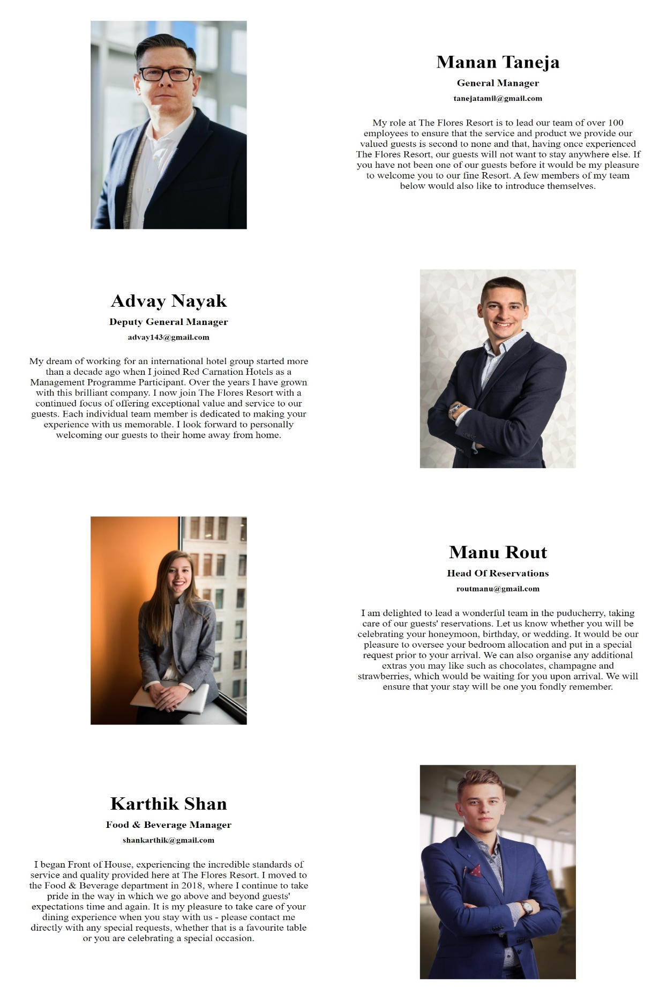 Manan Taneja
General Manager
tanejatamil@gmail.com
My role at The Flores Resort is to lead our team of over 100
employees to ensure that the service and product we provide our
valued guests is second to none and that, having once experienced
The Flores Resort, our guests will not want to stay anywhere else. If
you have not been one of our guests before it would be my pleasure
to welcome you to our fine Resort. A few members of my team
below would also like to introduce themselves.
Advay Nayak
Deputy General Manager
advay143@gmail.com
My dream of working for an international hotel group started more
than a decade ago when I joined Red Carnation Hotels as a
Management Programme Participant. Over the years I have grown
with this brilliant company. I now join The Flores Resort with a
continued focus of offering exceptional value and service to our
guests. Each individual team member is dedicated to making your
experience with us memorable. I look forward to personally
welcoming our guests to their home away from home.
Manu Rout
Head Of Reservations
routmanu@gmail.com
I am delighted to lead a wonderful team in the puducherry, taking
care of our guests' reservations. Let us know whether you will be
celebrating your honeymoon, birthday, or wedding. It would be our
pleasure to oversee your bedroom allocation and put in a special
request prior to your arrival. We can also organise any additional
extras you may like such as chocolates, champagne and
strawberries, which would be waiting for you upon arrival. We will
ensure that your stay will be one you fondly remember.
Karthik Shan
Food & Beverage Manager
shankarthik@gmail.com
I began Front of House, experiencing the incredible standards of
service and quality provided here at The Flores Resort. I moved to
the Food & Beverage department in 2018, where I continue to take
pride in the way in which we go above and beyond guests'
expectations time and again. It is my pleasure to take care of your
dining experience when you stay with us - please contact me
directly with any special requests, whether that is a favourite table
or you are celebrating a special occasion.